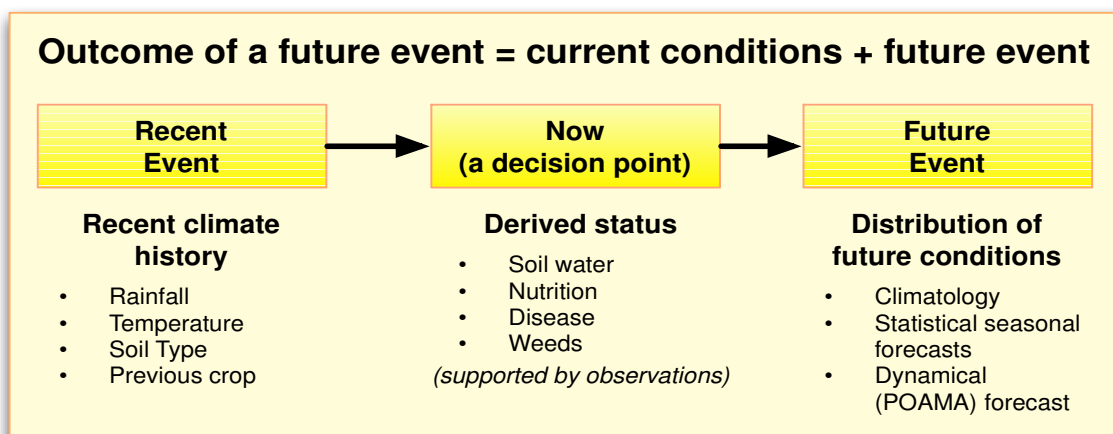 Outcome of a future event = current conditions + future event
Recent
Event
Now
(a decision point)
Future
Event
Recent climate
history
• Rainfall
• Temperature
• Soil Type
• Previous crop
Derived status
• Soil water
• Nutrition
• Disease
• Weeds
(supported by observations)
Distribution of
future conditions
• Climatology
• Statistical seasonal
forecasts
• Dynamical
(POAMA) forecast